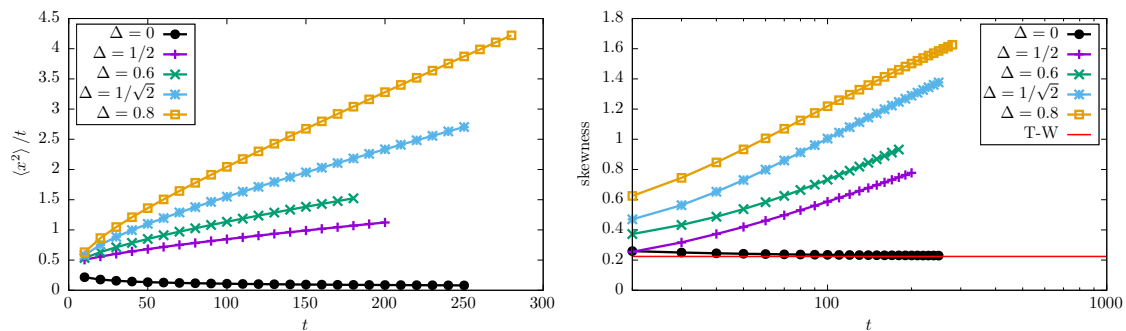 ⟨x²⟩/t
4.5
4
3.5
3
2.5
2
1.5
1
0.5
0
0 50 100 150 200 250 300
t
Δ = 0
Δ = 1/2
Δ = 0.6
Δ = 1/√2
Δ = 0.8
skewness
1.8
1.6
1.4
1.2
1
0.8
0.6
0.4
0.2
0
100 1000
t
Δ = 0
Δ = 1/2
Δ = 0.6
Δ = 1/√2
Δ = 0.8
T-W